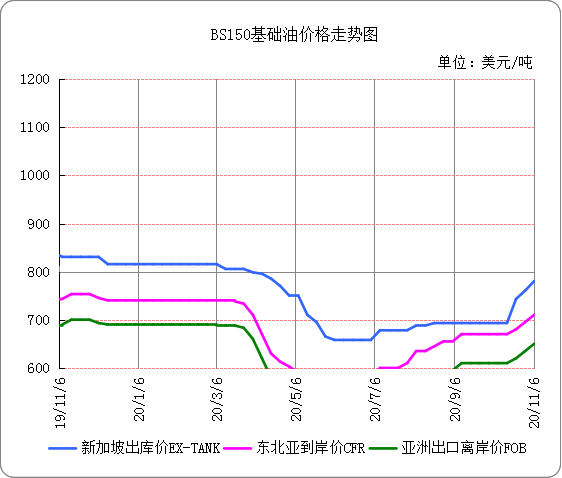 BS150基础油价格走势图
单位：美元/吨
1200
1100
1000
900
800
700
600
19/11/6
20/1/6
20/3/6
20/5/6
20/7/6
20/9/6
20/11/6
新加坡出库价EX-TANK
东北亚到岸价CFR
亚洲出口离岸价FOB